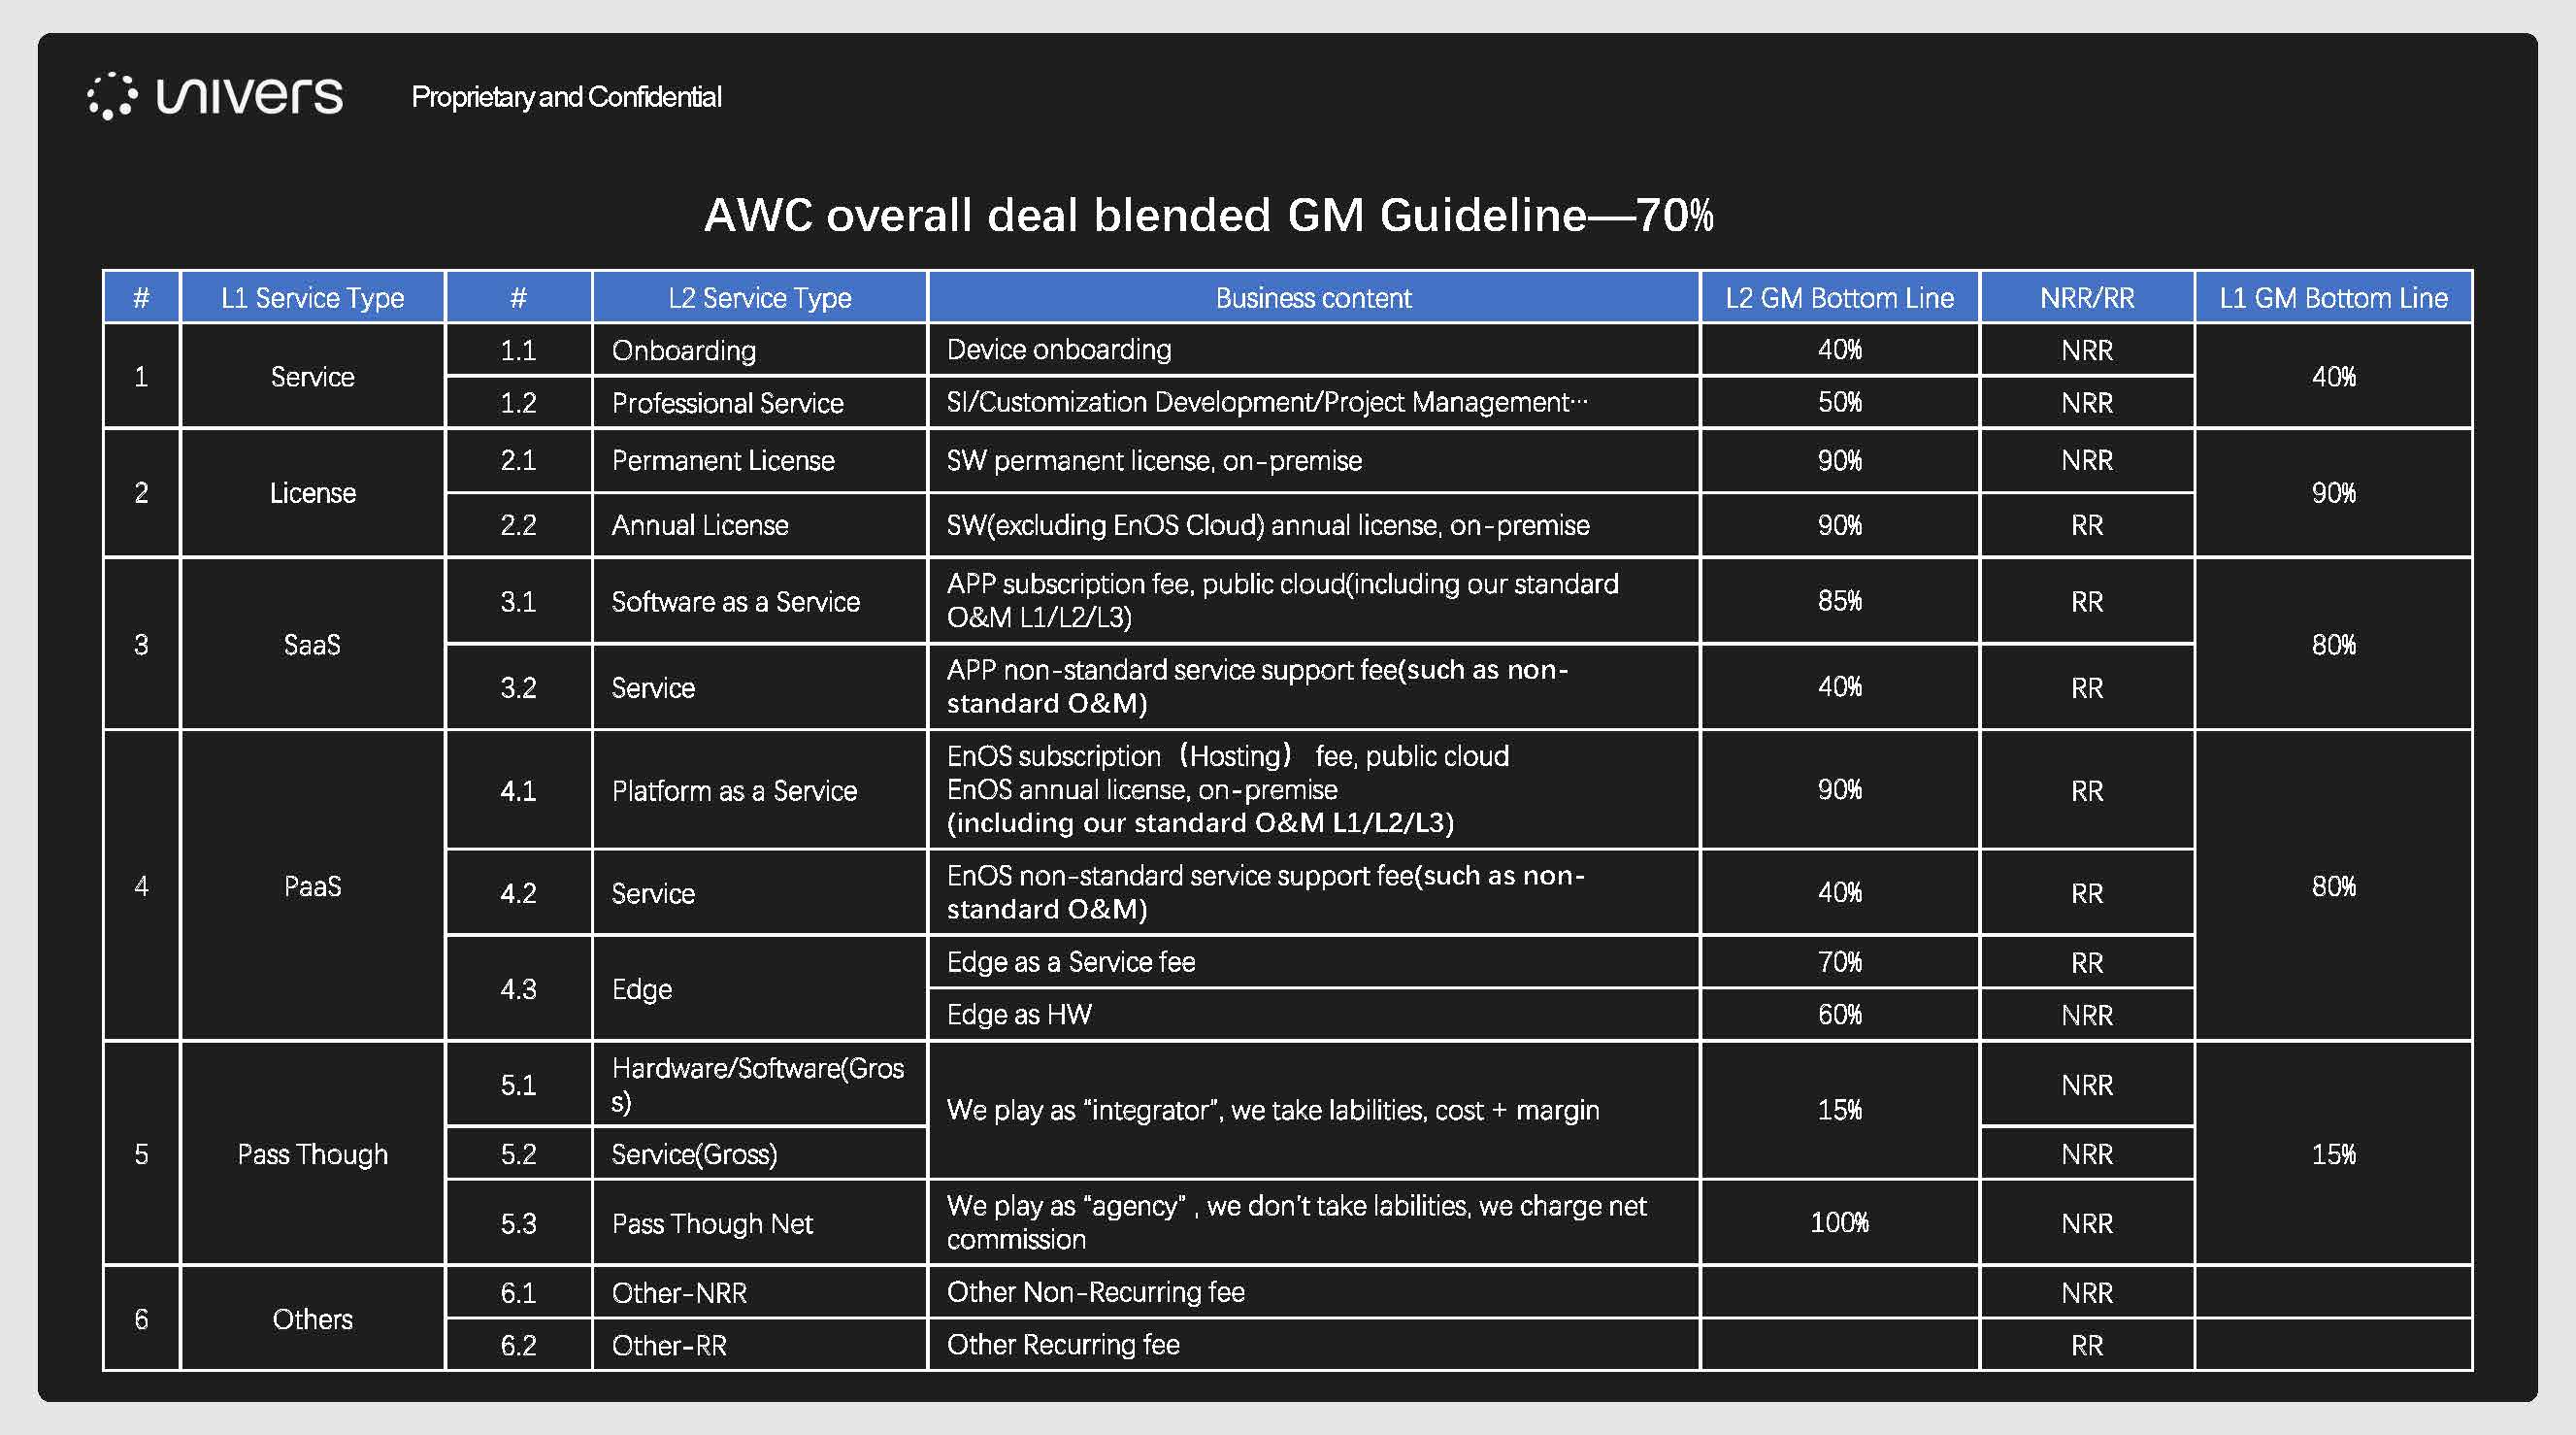 UNIVERS
Proprietary and Confidential
AWC overall deal blended GM Guideline—70%
# L1 Service Type # L2 Service Type Business content L2 GM Bottom Line NRR/RR L1 GM Bottom Line
1 Service 40%
1.1 Onboarding Device onboarding 40% NRR
1.2 Professional Service SI/Customization Development/Project Management··· 50% NRR
2 License 90%
2.1 Permanent License SW permanent license, on-premise 90% NRR
2.2 Annual License SW(excluding EnOS Cloud) annual license, on-premise 90% RR
3 SaaS 80%
3.1 Software as a Service APP subscription fee, public cloud(including our standard
O&M L1/L2/L3) 85% RR
3.2 Service APP non-standard service support fee(such as non-
standard O&M) 40% RR
4 PaaS 80%
4.1 Platform as a Service EnOS subscription（Hosting） fee, public cloud
EnOS annual license, on-premise
(including our standard O&M L1/L2/L3) 90% RR
4.2 Service EnOS non-standard service support fee(such as non-
standard O&M) 40% RR
4.3 Edge
Edge as a Service fee 70% RR
Edge as HW 60% NRR
5 Pass Though 15%
5.1 Hardware/Software(Gros
s) NRR
We play as “integrator”, we take labilities, cost + margin 15%
5.2 Service(Gross) NRR
5.3 Pass Though Net We play as “agency” , we don’t take labilities, we charge net
commission 100% NRR
6 Others
6.1 Other-NRR Other Non-Recurring fee NRR
6.2 Other-RR Other Recurring fee RR